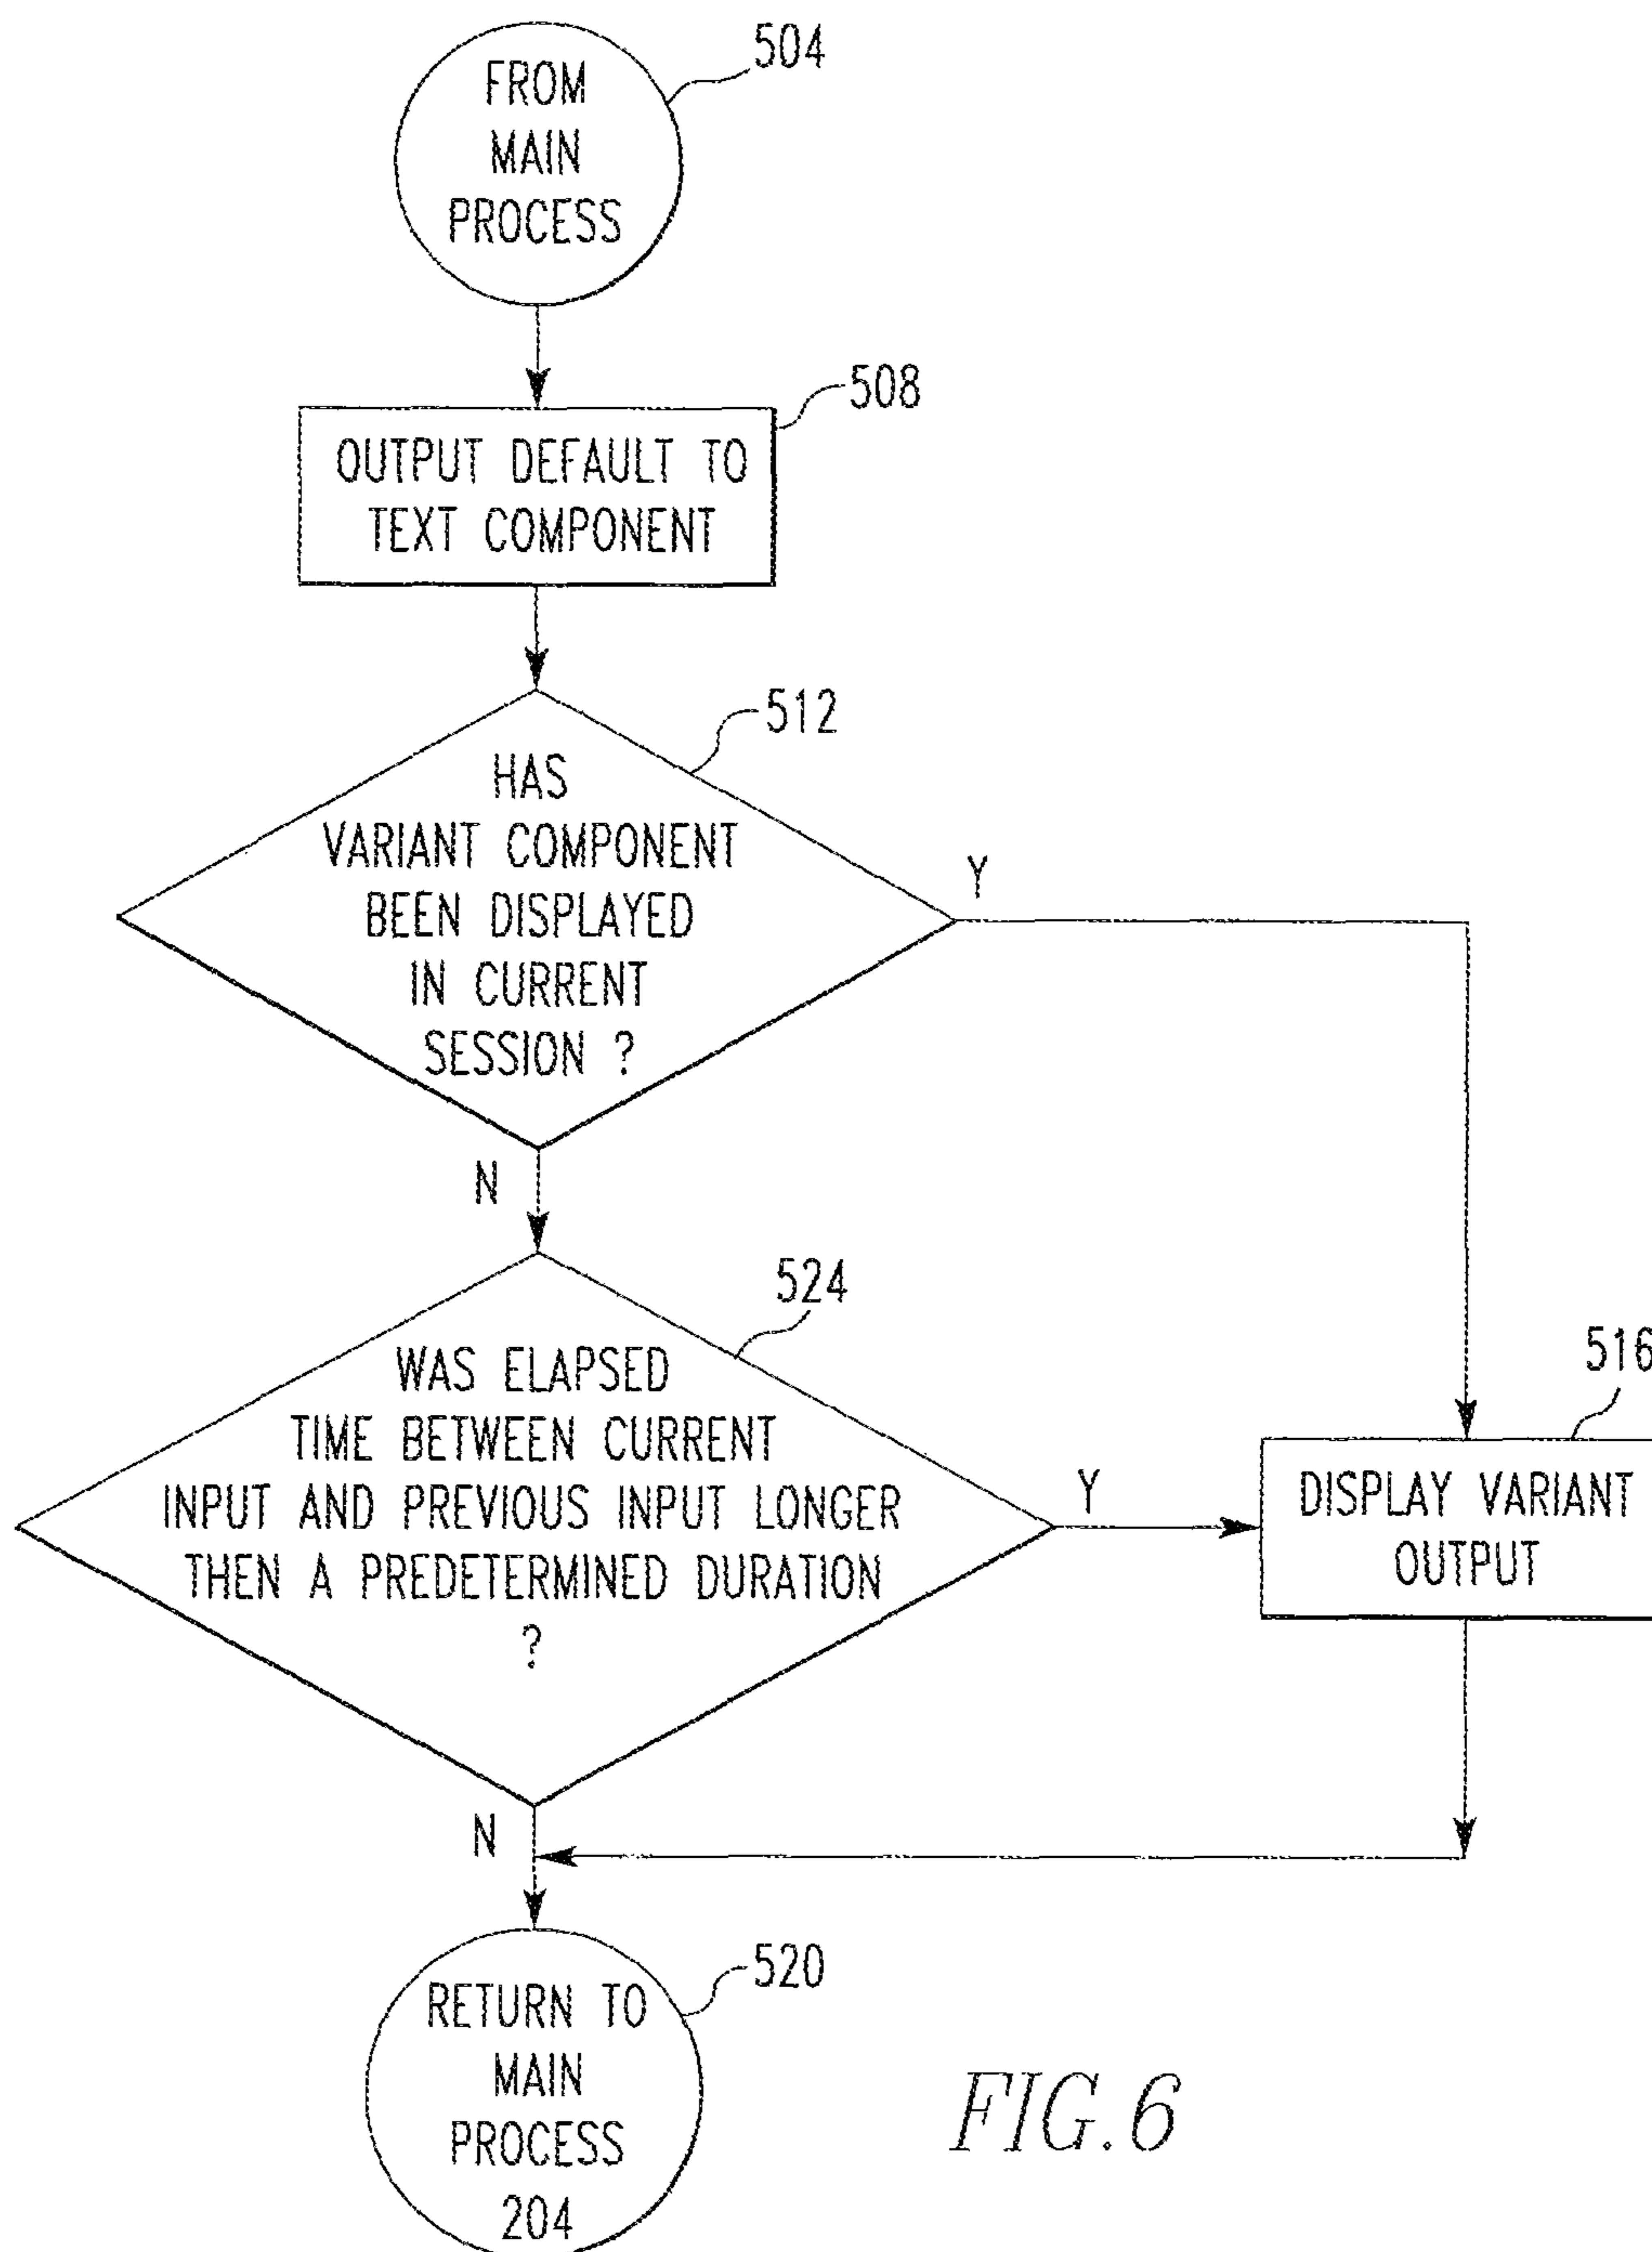 FROM
MAIN
PROCESS
504
OUTPUT DEFAULT TO
TEXT COMPONENT
508
HAS
VARIANT COMPONENT
BEEN DISPLAYED
IN CURRENT
SESSION ?
512
Y
N
WAS ELAPSED
TIME BETWEEN CURRENT
INPUT AND PREVIOUS INPUT LONGER
THEN A PREDETERMINED DURATION
?
524
Y
516
DISPLAY VARIANT
OUTPUT
N
RETURN TO
MAIN
PROCESS
204
520
FIG.6